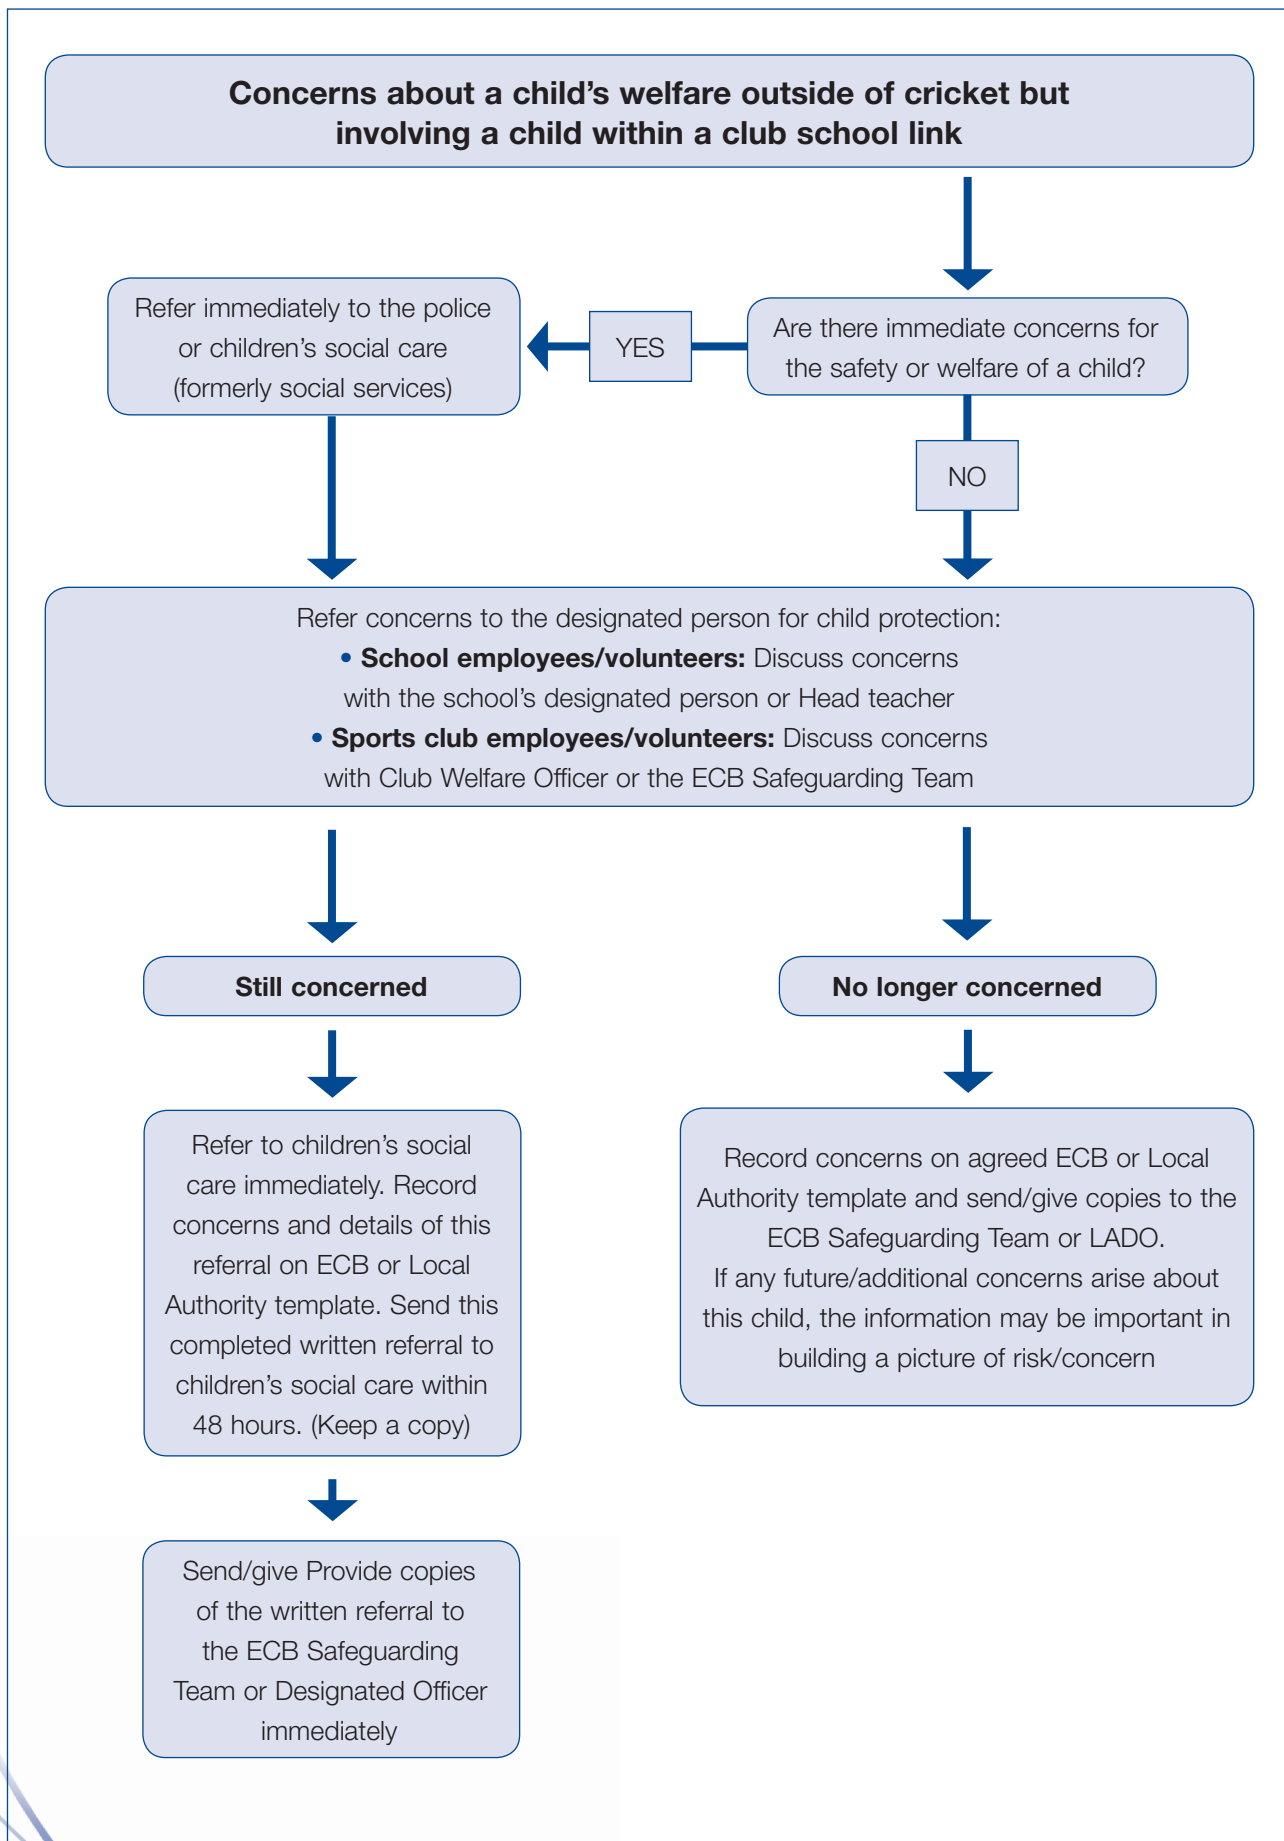 Concerns about a child’s welfare outside of cricket but
involving a child within a club school link
Refer immediately to the police
or children’s social care
(formerly social services)
YES
Are there immediate concerns for
the safety or welfare of a child?
NO
Refer concerns to the designated person for child protection:
• School employees/volunteers: Discuss concerns
with the school’s designated person or Head teacher
• Sports club employees/volunteers: Discuss concerns
with Club Welfare Officer or the ECB Safeguarding Team
Still concerned
No longer concerned
Refer to children’s social
care immediately. Record
concerns and details of this
referral on ECB or Local
Authority template. Send this
completed written referral to
children’s social care within
48 hours. (Keep a copy)
Record concerns on agreed ECB or Local
Authority template and send/give copies to the
ECB Safeguarding Team or LADO.
If any future/additional concerns arise about
this child, the information may be important in
building a picture of risk/concern
Send/give Provide copies
of the written referral to
the ECB Safeguarding
Team or Designated Officer
immediately